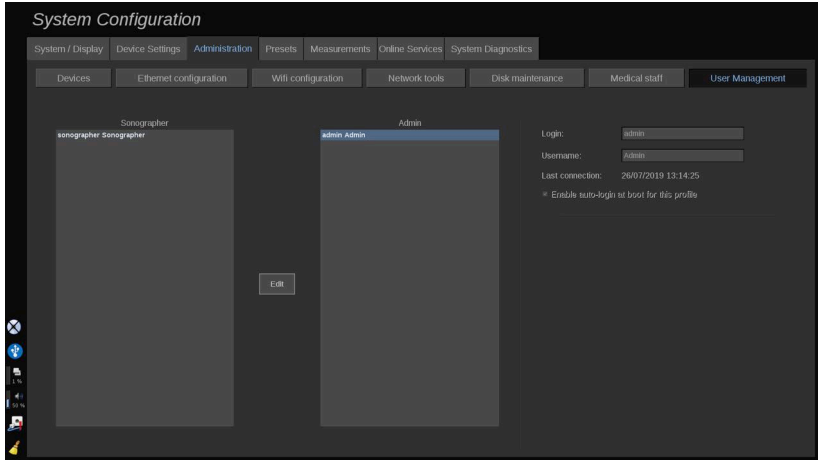 System Configuration
System / Display Device Settings Administration Presets Measurements Online Services System Diagnostics
Devices Ethernet configuration Wifi configuration Network tools Disk maintenance Medical staff User Management
Sonographer Admin
sonographer Sonographer admin Admin
Login: admin
Username: Admin
Last connection: 26/07/2019 13:14:25
Enable auto-login at boot for this profile
Edit
1 %
50 %